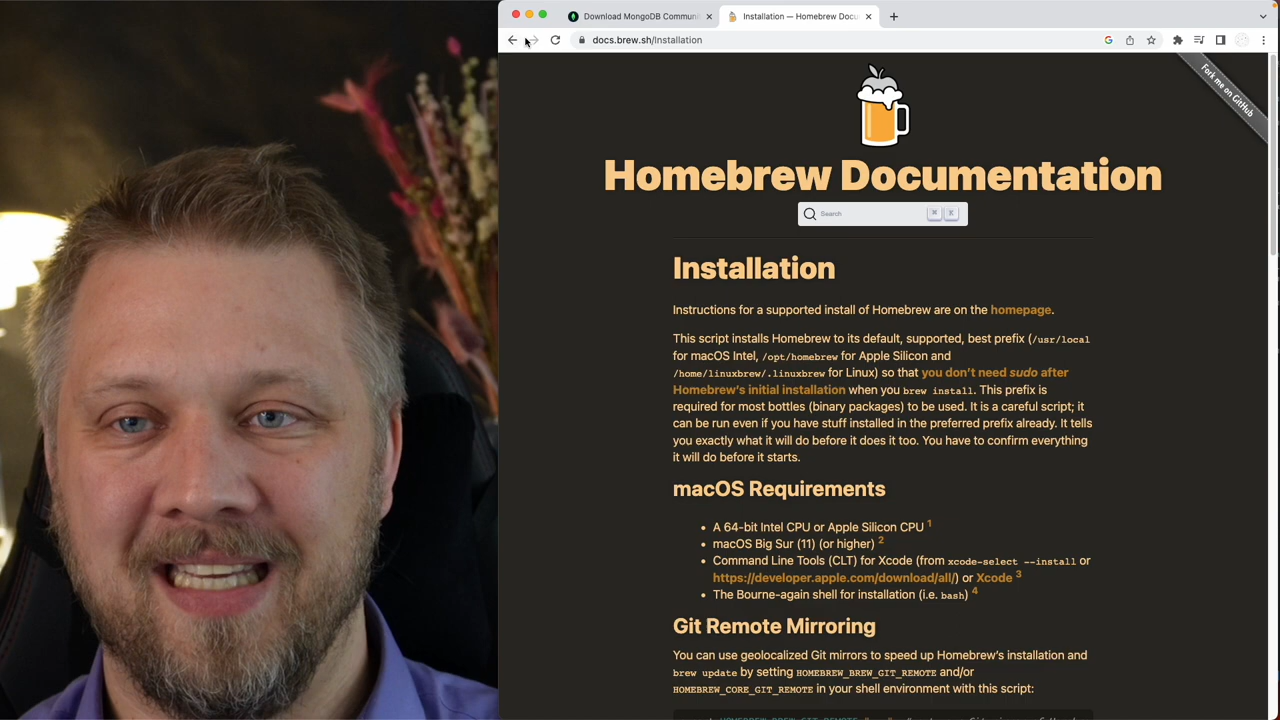 Download MongoDB Communi
Installation — Homebrew Docu
docs.brew.sh/Installation
Fork me on GitHub
Homebrew Documentation
Search
⌘ K
Installation
Instructions for a supported install of Homebrew are on the homepage.
This script installs Homebrew to its default, supported, best prefix (/usr/local
for macOS Intel, /opt/homebrew for Apple Silicon and
/home/linuxbrew/.linuxbrew for Linux) so that you don’t need sudo after
Homebrew’s initial installation when you brew install. This prefix is
required for most bottles (binary packages) to be used. It is a careful script; it
can be run even if you have stuff installed in the preferred prefix already. It tells
you exactly what it will do before it does it too. You have to confirm everything
it will do before it starts.
macOS Requirements
• A 64-bit Intel CPU or Apple Silicon CPU 1
• macOS Big Sur (11) (or higher) 2
• Command Line Tools (CLT) for Xcode (from xcode-select --install or
https://developer.apple.com/download/all/) or Xcode 3
• The Bourne-again shell for installation (i.e. bash) 4
Git Remote Mirroring
You can use geolocalized Git mirrors to speed up Homebrew’s installation and
brew update by setting HOMEBREW_BREW_GIT_REMOTE and/or
HOMEBREW_CORE_GIT_REMOTE in your shell environment with this script: